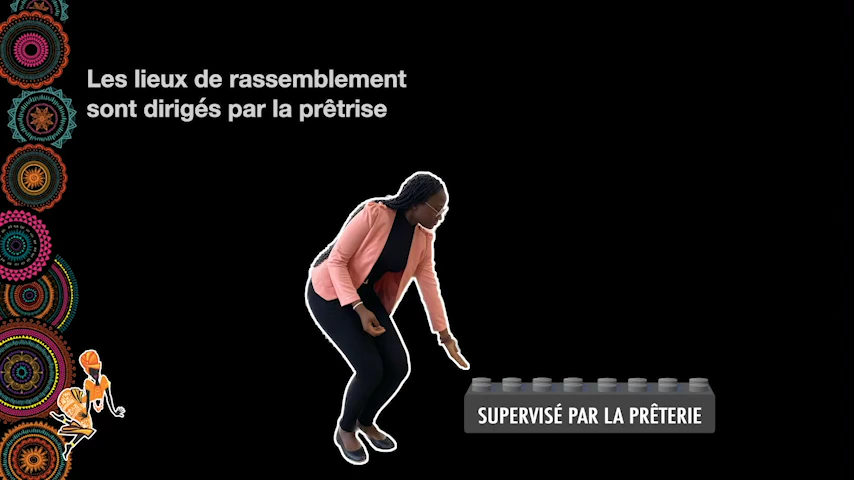 Les lieux de rassemblement
sont dirigés par la prêtrise
SUPERVISÉ PAR LA PRÊTERIE